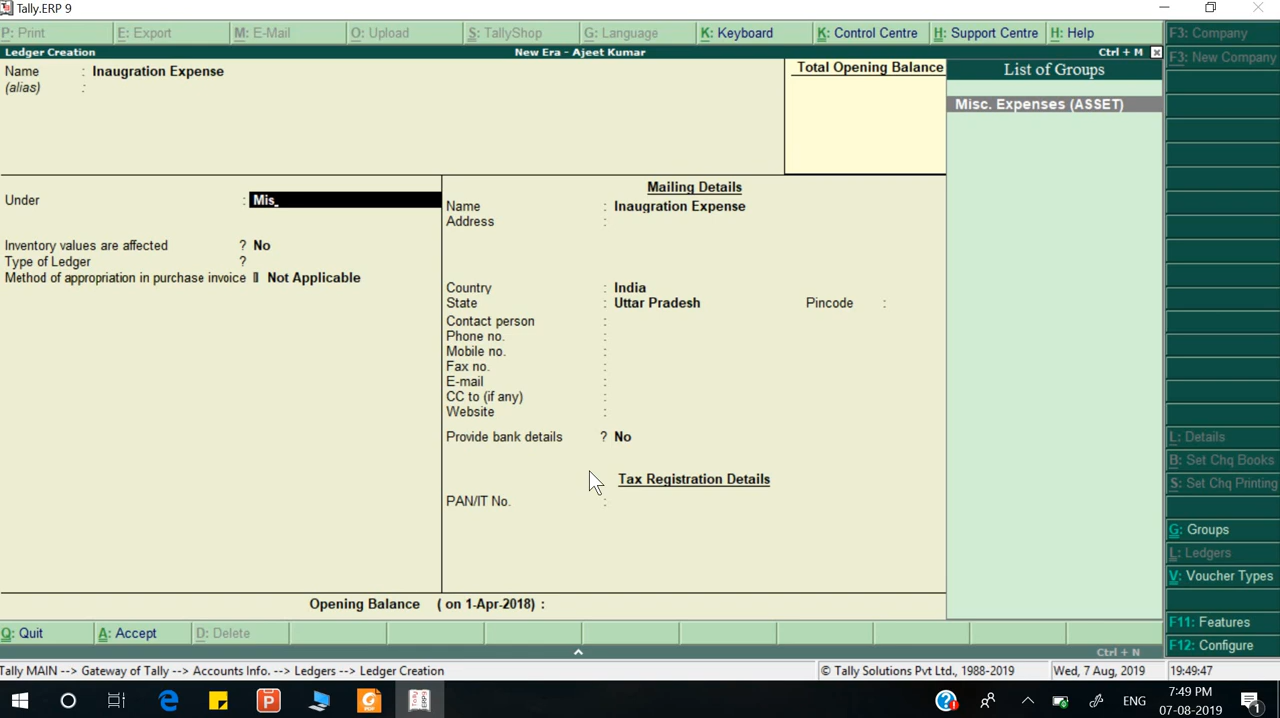 Tally.ERP 9
P: Print E: Export M: E-Mail O: Upload S: TallyShop G: Language K: Keyboard K: Control Centre H: Support Centre H: Help
F3: Company
F3: New Company
Ledger Creation New Era - Ajeet Kumar Ctrl + M
Name : Inaugration Expense
(alias) :
Total Opening Balance
List of Groups
Misc. Expenses (ASSET)
Under : Mis_
Inventory values are affected ? No
Type of Ledger ?
Method of appropriation in purchase invoice Not Applicable
Mailing Details
Name : Inaugration Expense
Address :
Country : India
State : Uttar Pradesh Pincode :
Contact person :
Phone no. :
Mobile no. :
Fax no. :
E-mail :
CC to (if any) :
Website :
Provide bank details ? No
Tax Registration Details
PAN/IT No. :
L: Details
B: Set Chq Books
S: Set Chq Printing
G: Groups
L: Ledgers
V: Voucher Types
F11: Features
F12: Configure
Opening Balance ( on 1-Apr-2018) :
Q: Quit A: Accept D: Delete
Ctrl + N
Tally MAIN --> Gateway of Tally --> Accounts Info. --> Ledgers --> Ledger Creation © Tally Solutions Pvt Ltd., 1988-2019 Wed, 7 Aug, 2019 19:49:47
ENG 7:49 PM
07-08-2019 1